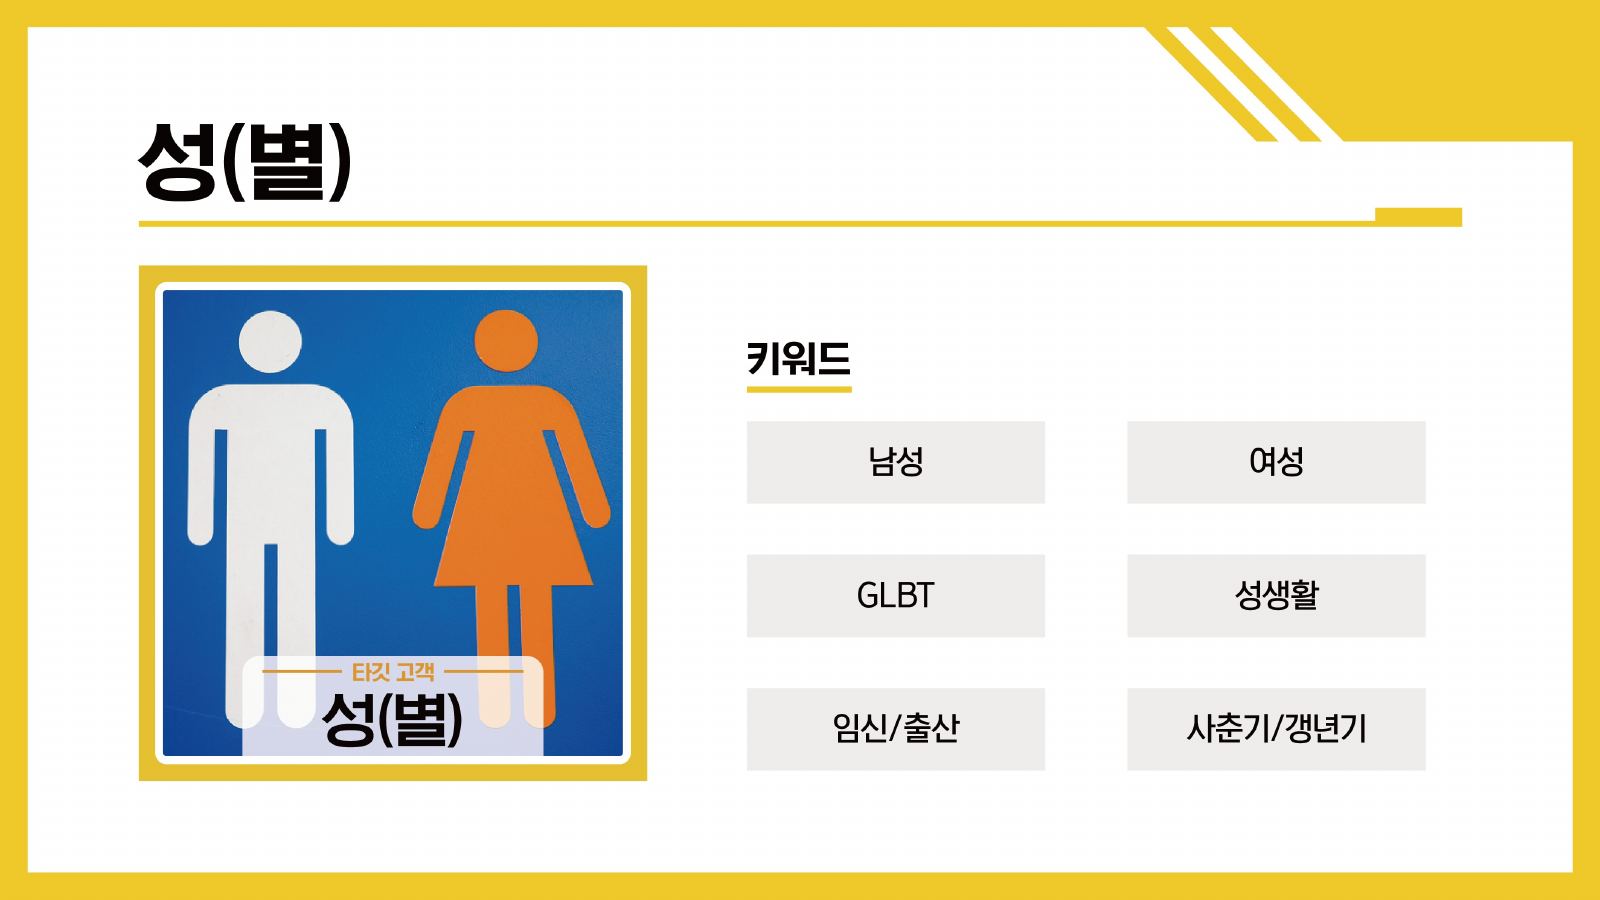 성(별)
타깃 고객
성(별)
키워드
남성
여성
GLBT
성생활
임신/출산
사춘기/갱년기